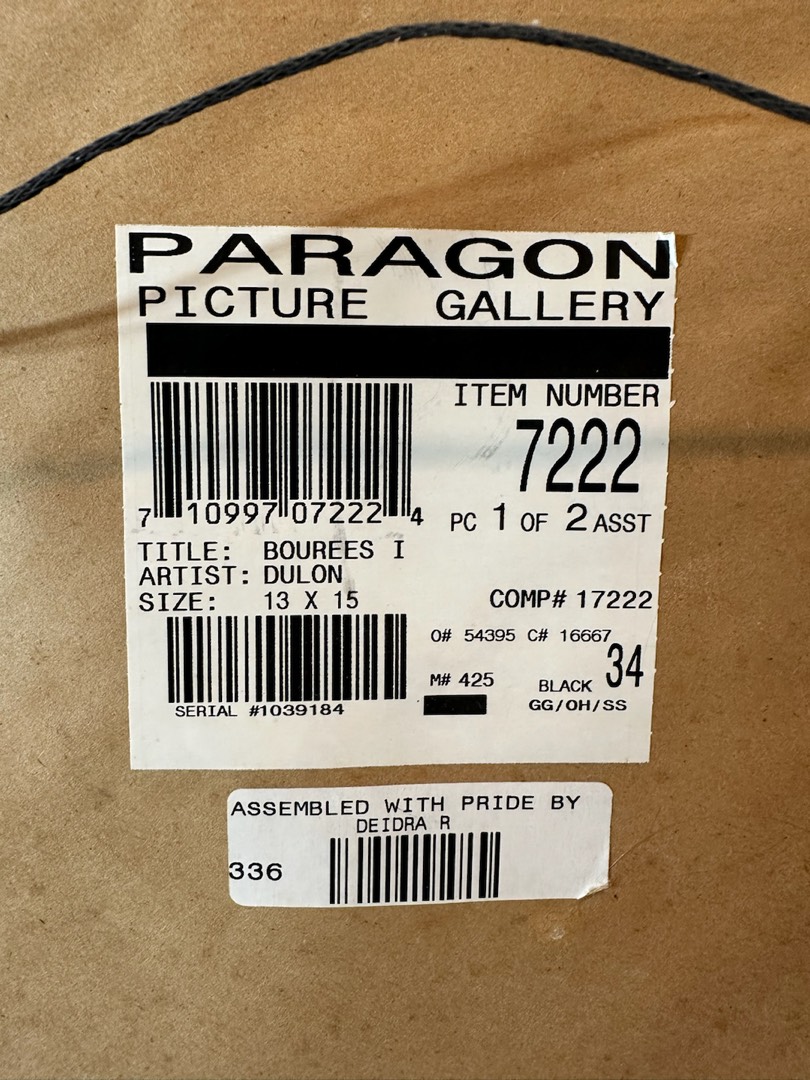 PARAGON
PICTURE GALLERY
ITEM NUMBER
7222
7 10997 07222 4
PC 1 OF 2 ASST
TITLE: BOUREES I
ARTIST: DULON
SIZE: 13 X 15
COMP# 17222
O# 54395 C# 16667
34
M# 425
BLACK
GG/OH/SS
SERIAL #1039184
ASSEMBLED WITH PRIDE BY
DEIDRA R
336